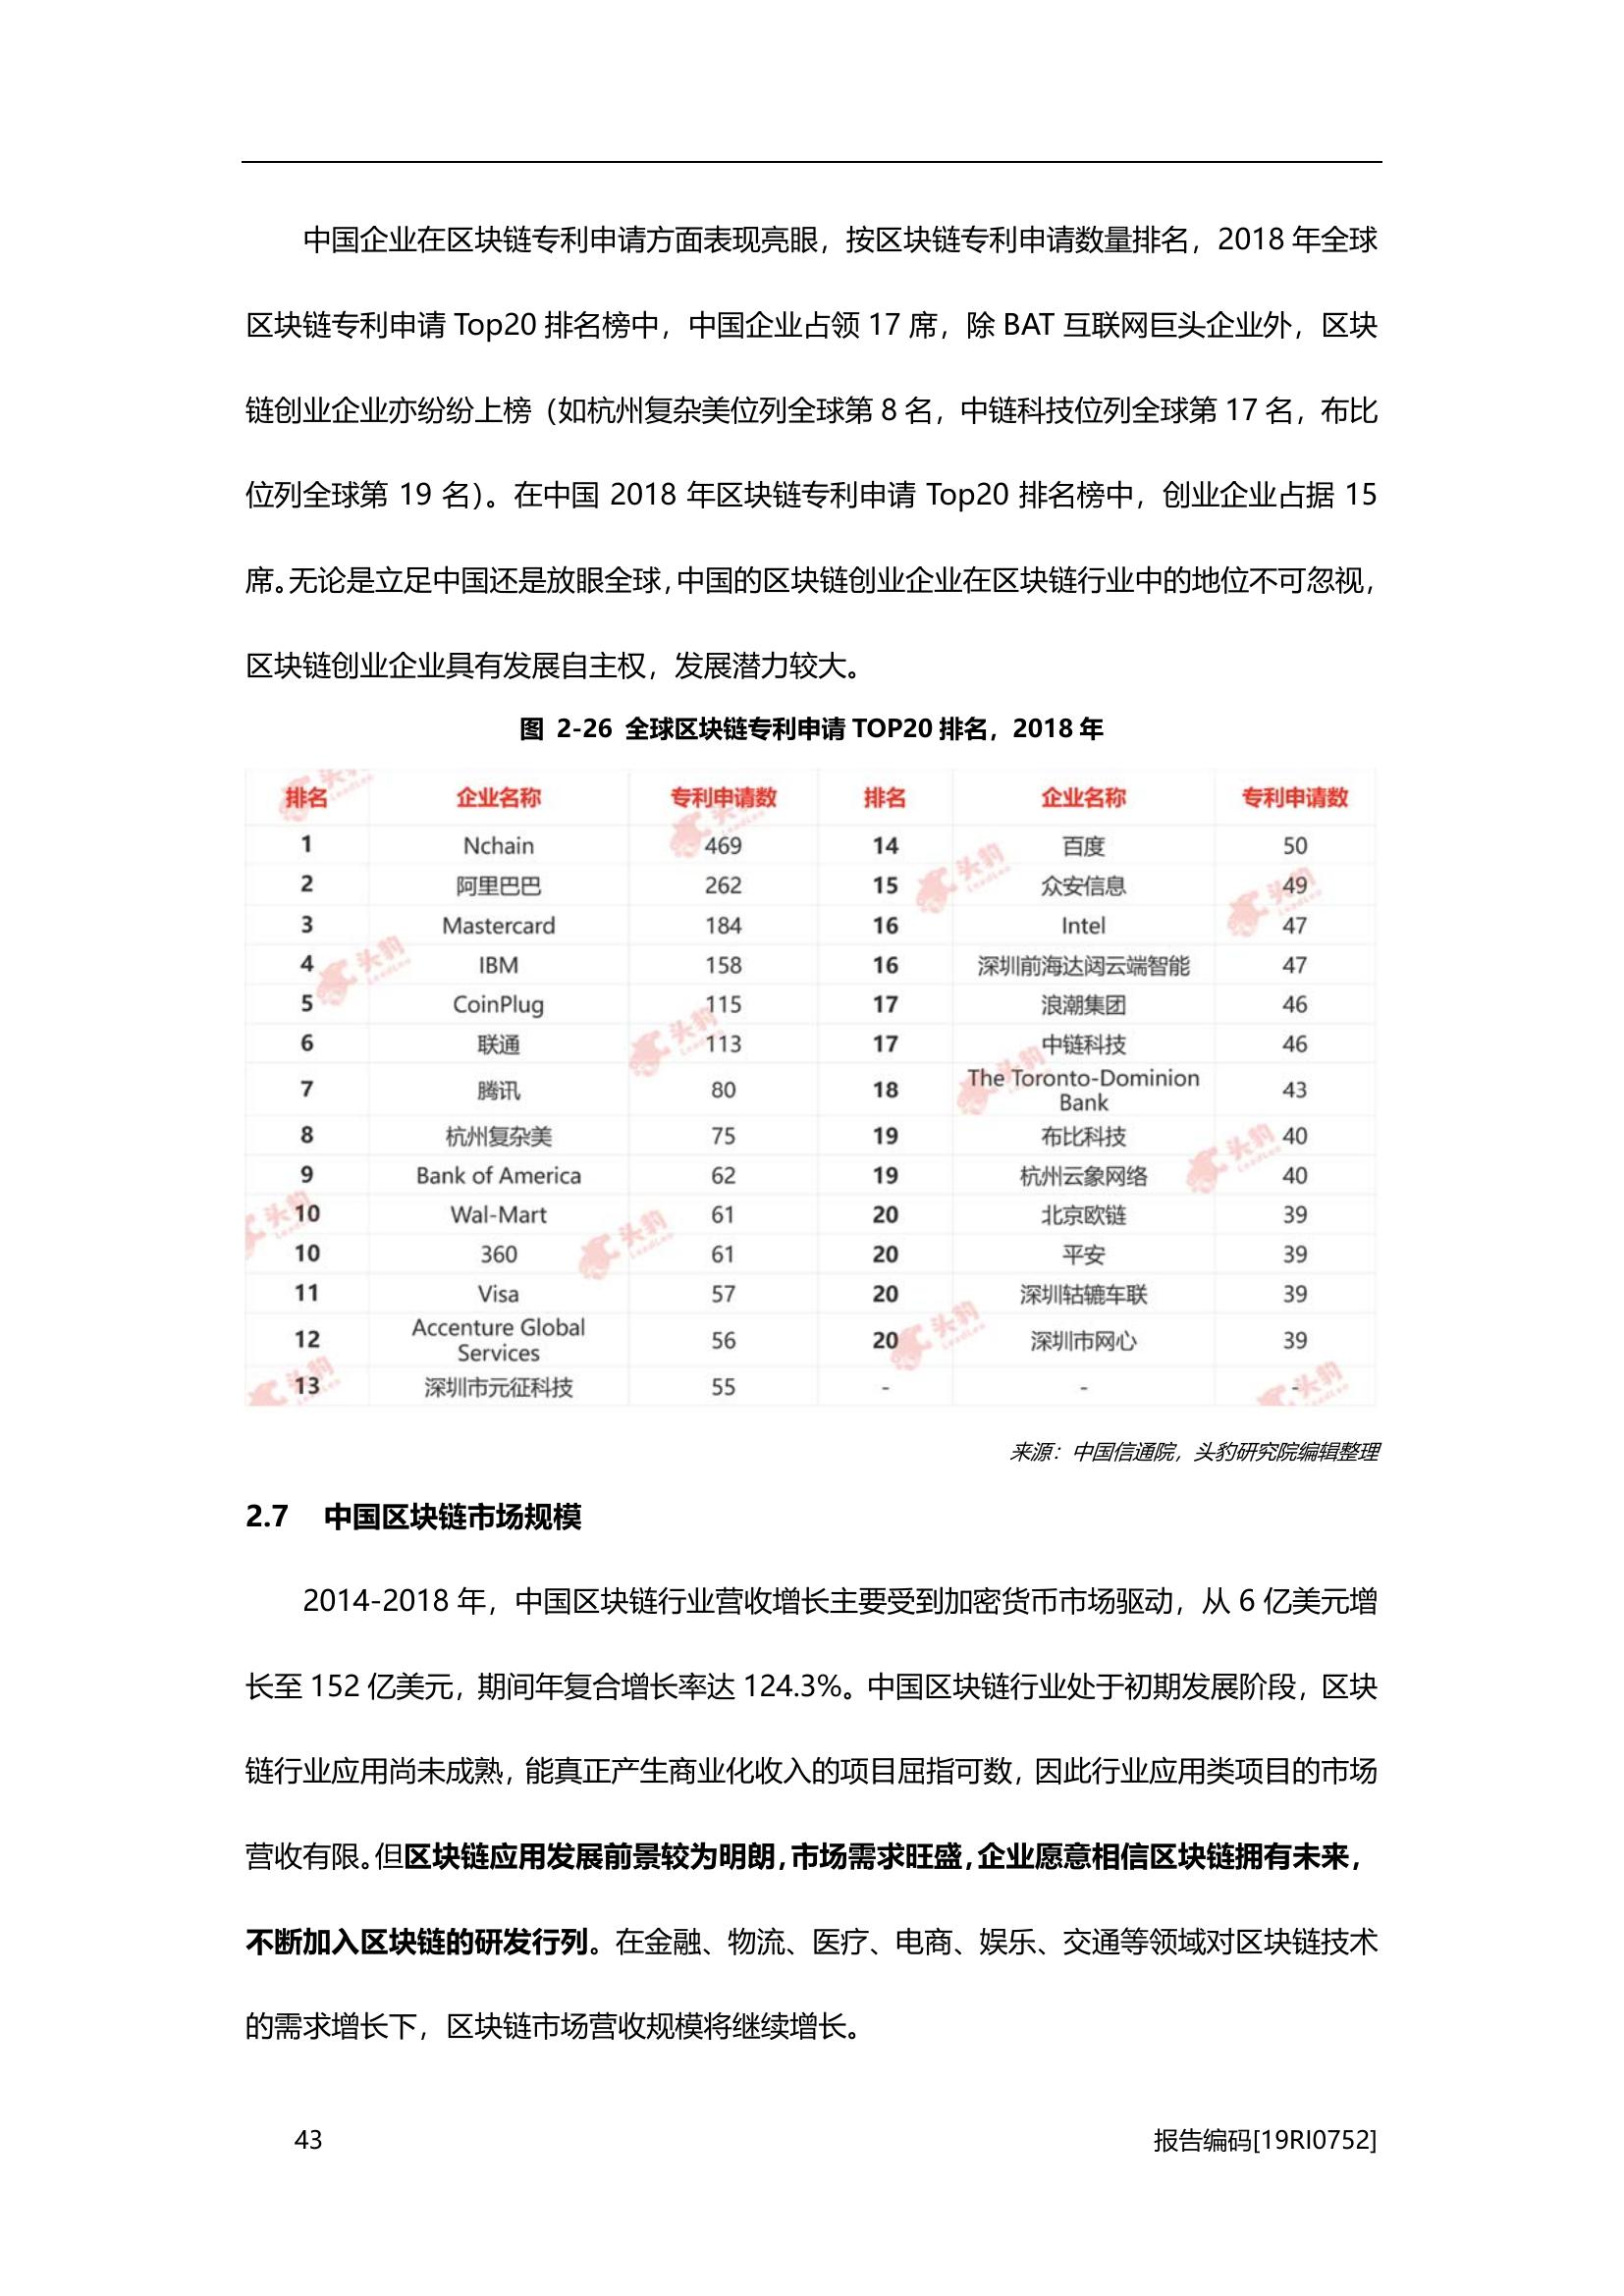 中国企业在区块链专利申请方面表现亮眼，按区块链专利申请数量排名，2018 年全球
区块链专利申请 Top20 排名榜中，中国企业占领 17 席，除 BAT 互联网巨头企业外，区块
链创业企业亦纷纷上榜（如杭州复杂美位列全球第 8 名，中链科技位列全球第 17 名，布比
位列全球第 19 名）。在中国 2018 年区块链专利申请 Top20 排名榜中，创业企业占据 15
席。无论是立足中国还是放眼全球，中国的区块链创业企业在区块链行业中的地位不可忽视，
区块链创业企业具有发展自主权，发展潜力较大。
图 2-26 全球区块链专利申请 TOP20 排名，2018 年
排名 企业名称 专利申请数 排名 企业名称 专利申请数
1 Nchain 469 14 百度 50
2 阿里巴巴 262 15 众安信息 49
3 Mastercard 184 16 Intel 47
4 IBM 158 16 深圳前海达闼云端智能 47
5 CoinPlug 115 17 浪潮集团 46
6 联通 113 17 中链科技 46
7 腾讯 80 18 The Toronto-Dominion Bank 43
8 杭州复杂美 75 19 布比科技 40
9 Bank of America 62 19 杭州云象网络 40
10 Wal-Mart 61 20 北京欧链 39
10 360 61 20 平安 39
11 Visa 57 20 深圳轱辘车联 39
12 Accenture Global Services 56 20 深圳市网心 39
13 深圳市元征科技 55 - - -
来源：中国信通院，头豹研究院编辑整理
2.7 中国区块链市场规模
2014-2018 年，中国区块链行业营收增长主要受到加密货币市场驱动，从 6 亿美元增
长至 152 亿美元，期间年复合增长率达 124.3%。中国区块链行业处于初期发展阶段，区块
链行业应用尚未成熟，能真正产生商业化收入的项目屈指可数，因此行业应用类项目的市场
营收有限。但区块链应用发展前景较为明朗，市场需求旺盛，企业愿意相信区块链拥有未来，
不断加入区块链的研发行列。在金融、物流、医疗、电商、娱乐、交通等领域对区块链技术
的需求增长下，区块链市场营收规模将继续增长。
43 报告编码[19RI0752]